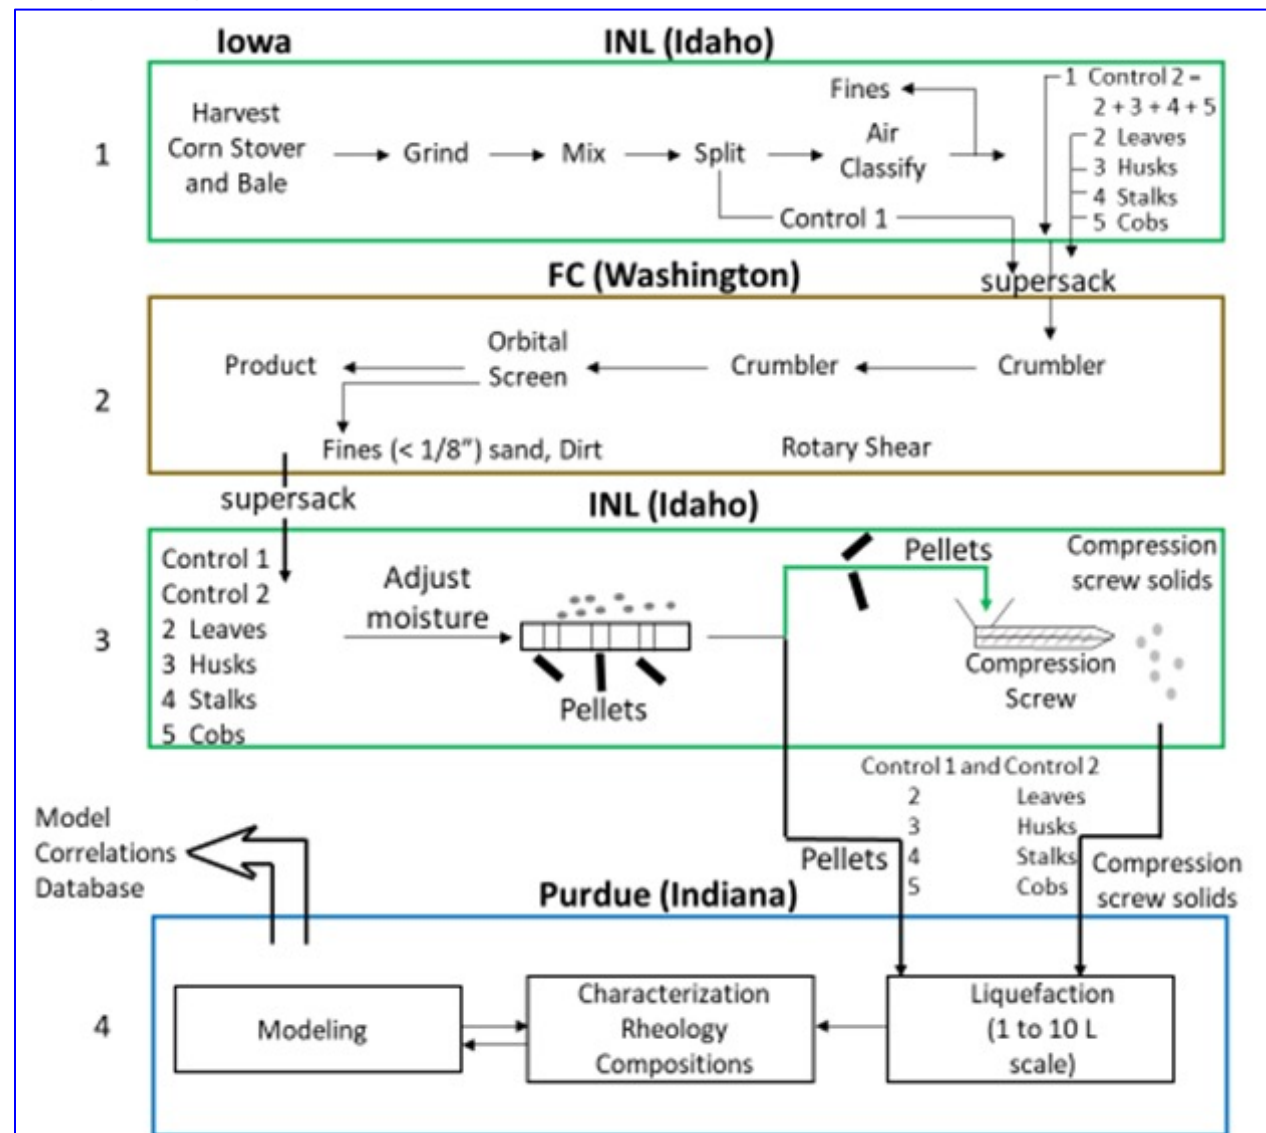 Iowa
INL (Idaho)
1
Harvest
Corn Stover
and Bale
Grind
Mix
Split
Air
Classify
Fines
Control 1
1 Control 2 =
2 + 3 + 4 + 5
2 Leaves
3 Husks
4 Stalks
5 Cobs
supersack
FC (Washington)
2
Crumbler
Crumbler
Orbital
Screen
Product
Fines (< 1/8") sand, Dirt
Rotary Shear
supersack
INL (Idaho)
3
Control 1
Control 2
2 Leaves
3 Husks
4 Stalks
5 Cobs
Adjust
moisture
Pellets
Pellets
Compression
Screw
Compression
screw solids
Control 1 and Control 2
2 Leaves
3 Husks
4 Stalks
5 Cobs
Pellets
Compression
screw solids
Model
Correlations
Database
Purdue (Indiana)
4
Modeling
Characterization
Rheology
Compositions
Liquefaction
(1 to 10 L
scale)